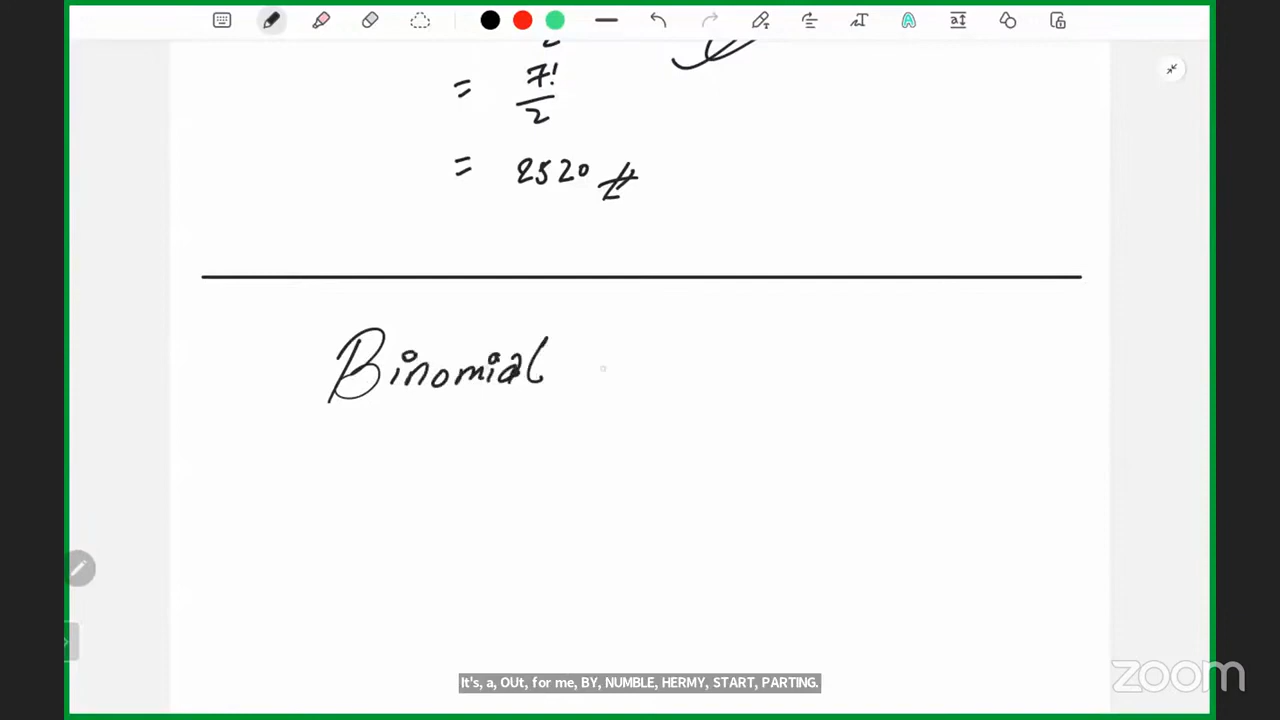 = 7!
2
= 2520
Binomial
It's, a, OUt, for me, BY, NUMBLE, HERMY, START, PARTING.
zoom